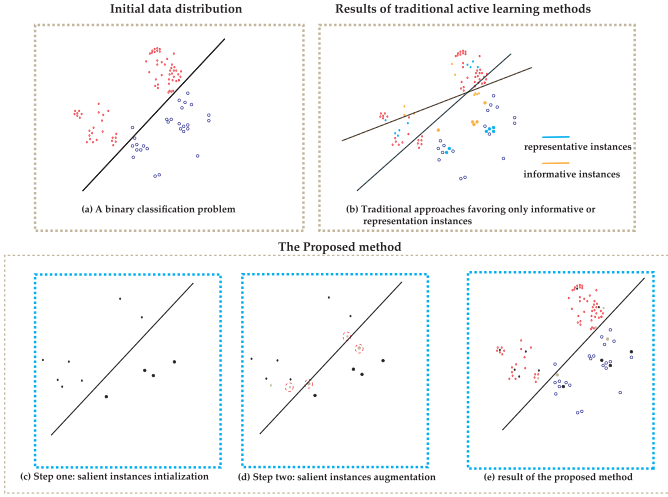 Initial data distribution
Results of traditional active learning methods
representative instances
informative instances
(a) A binary classification problem
(b) Traditional approaches favoring only informative or
representation instances
The Proposed method
(c) Step one: salient instances intialization
(d) Step two: salient instances augmentation
(e) result of the proposed method